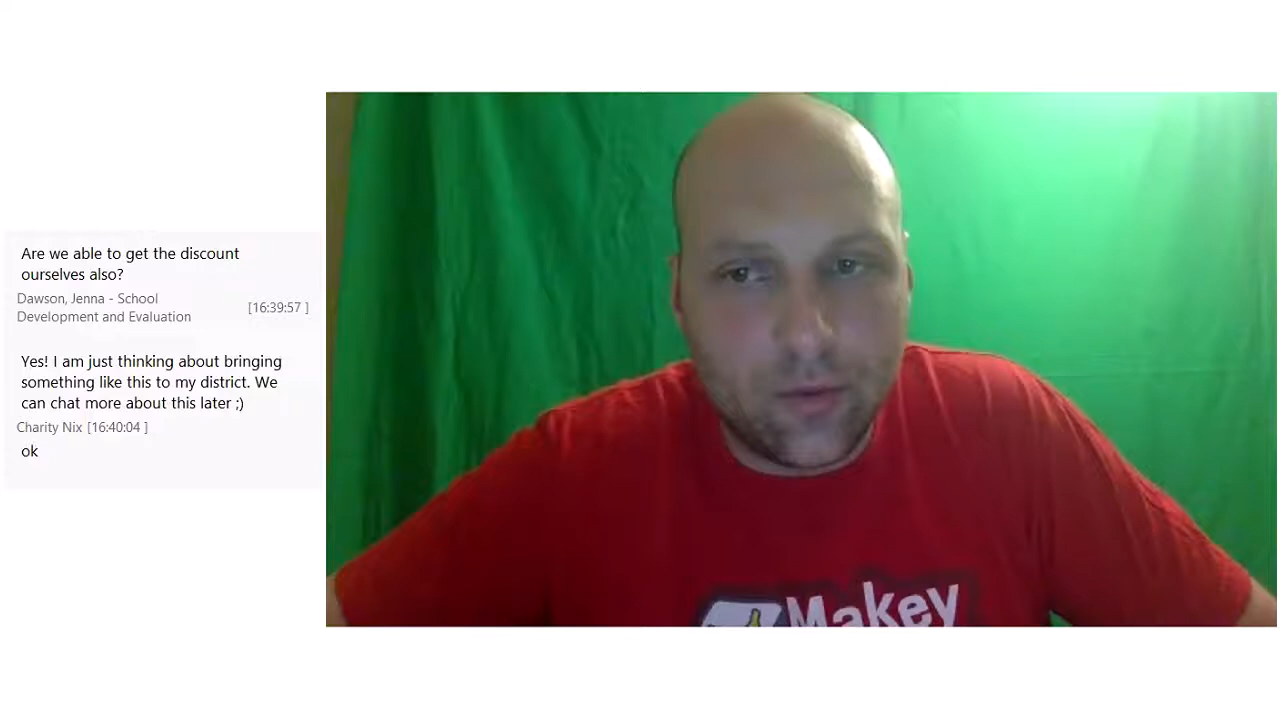 Are we able to get the discount
ourselves also?
Dawson, Jenna - School
Development and Evaluation
[16:39:57 ]
Yes! I am just thinking about bringing
something like this to my district. We
can chat more about this later ;)
Charity Nix [16:40:04 ]
ok
Makey